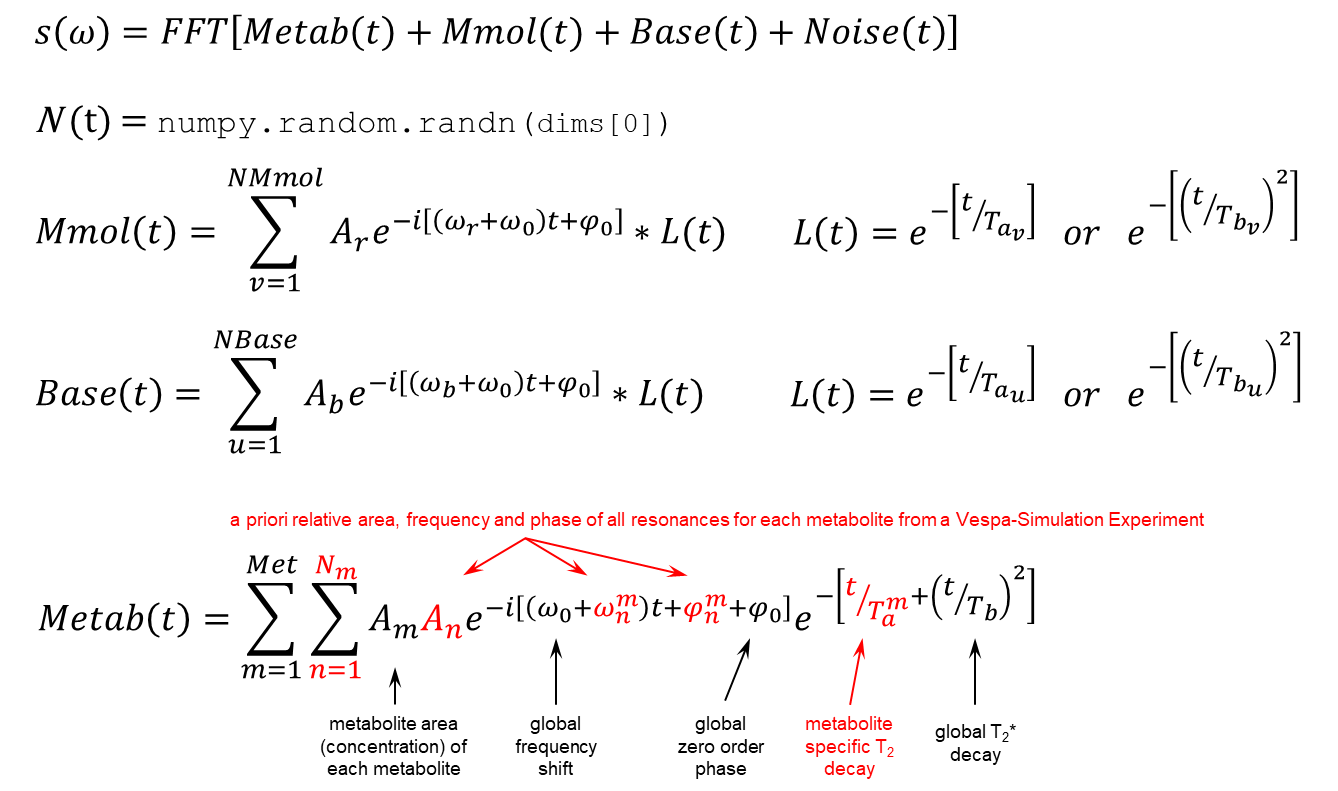 s(ω) = FFT[Metab(t) + Mmol(t) + Base(t) + Noise(t)]
N(t) = numpy.random.randn(dims[0])
Mmol(t) = ∑_{v=1}^{NMmol} A_r e^{-i[(ω_r+ω_0)t+φ_0]} * L(t)  L(t) = e^{-[t/T_{a_v}]} or e^{-[(t/T_{b_v})^2]}
Base(t) = ∑_{u=1}^{NBase} A_b e^{-i[(ω_b+ω_0)t+φ_0]} * L(t)  L(t) = e^{-[t/T_{a_u}]} or e^{-[(t/T_{b_u})^2]}
a priori relative area, frequency and phase of all resonances for each metabolite from a Vespa-Simulation Experiment
Metab(t) = ∑_{m=1}^{Met} ∑_{n=1}^{N_m} A_m A_n e^{-i[(ω_0+ω_n^m)t+φ_n^m+φ_0]} e^{-[t/T_a^m+(t/T_b)^2]}
metabolite area
(concentration) of
each metabolite
global
frequency
shift
global
zero order
phase
metabolite
specific T_2
decay
global T_2*
decay